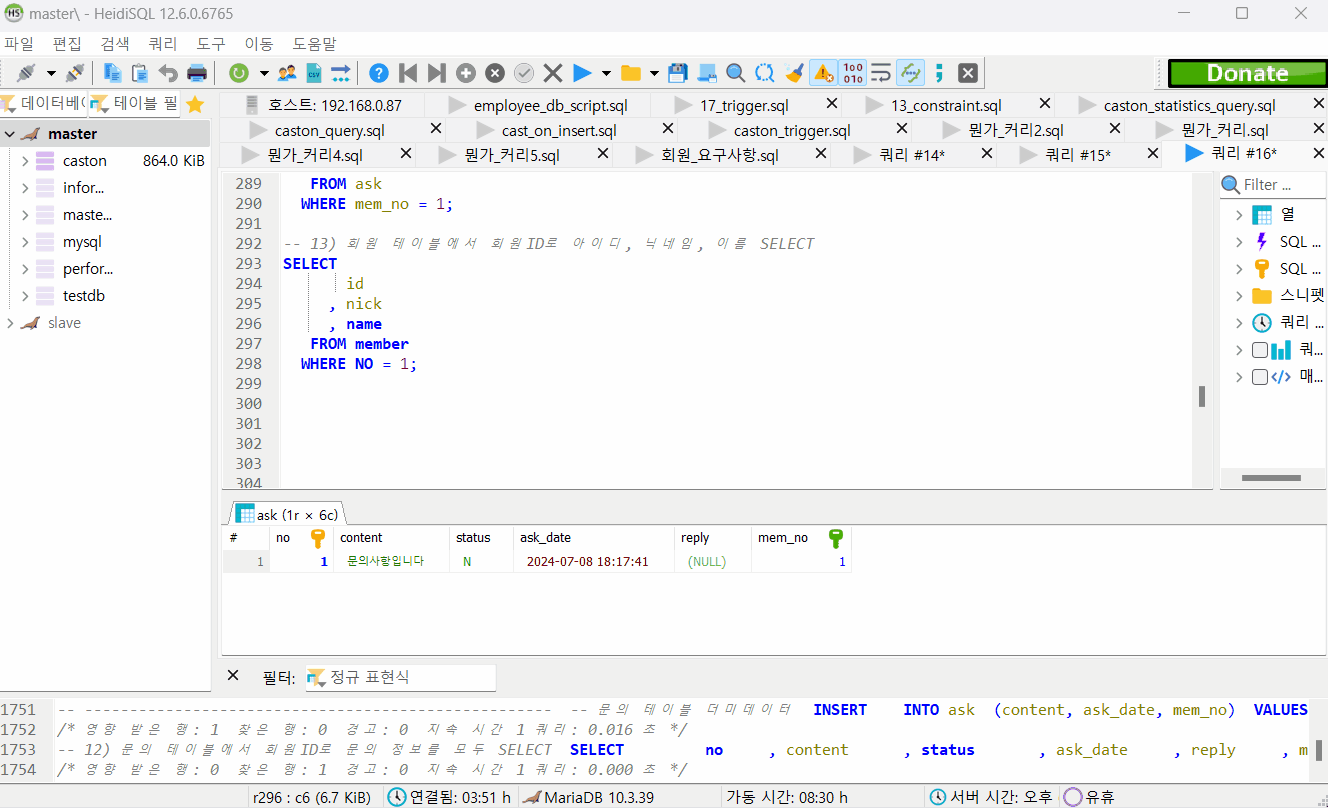 master\ - HeidiSQL 12.6.0.6765
파일 편집 검색 쿼리 도구 이동 도움말
Donate
데이터베( 테이블 필
호스트: 192.168.0.87 employee_db_script.sql 17_trigger.sql 13_constraint.sql caston_statistics_query.sql
caston_query.sql cast_on_insert.sql caston_trigger.sql 뭔가_커리2.sql 뭔가_커리.sql
뭔가_커리4.sql 뭔가_커리5.sql 회원_요구사항.sql 쿼리 #14* 쿼리 #15* 쿼리 #16*
master
caston 864.0 KiB
infor...
maste...
mysql
perfor...
testdb
slave
289 FROM ask
290 WHERE mem_no = 1;
291
292 -- 13) 회원 테이블에서 회원ID로 아이디, 닉네임, 이름 SELECT
293 SELECT
294 id
295 , nick
296 , name
297 FROM member
298 WHERE NO = 1;
299
300
301
302
303
304
Filter ...
열
SQL ...
SQL ...
스니펫
쿼리 ...
쿼...
매...
ask (1r × 6c)
# no content status ask_date reply mem_no
1 1 문의사항입니다 N 2024-07-08 18:17:41 (NULL) 1
필터: 정규 표현식
1751 -- -------------------------------------------------- -- 문의 테이블 더미데이터 INSERT INTO ask (content, ask_date, mem_no) VALUES
1752 /* 영향 받은 행: 1 찾은 행: 0 경고: 0 지속 시간 1 쿼리: 0.016 초 */
1753 -- 12) 문의 테이블에서 회원ID로 문의 정보를 모두 SELECT SELECT no , content , status , ask_date , reply , m
1754 /* 영향 받은 행: 0 찾은 행: 1 경고: 0 지속 시간 1 쿼리: 0.000 초 */
r296 : c6 (6.7 KiB) 연결됨: 03:51 h MariaDB 10.3.39 가동 시간: 08:30 h 서버 시간: 오후 유휴